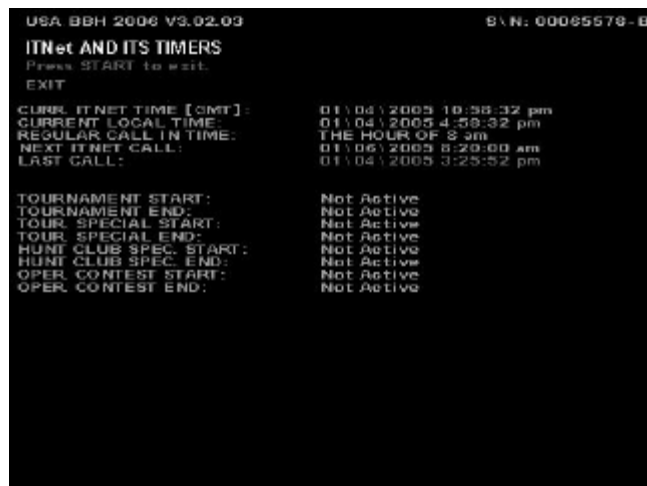 USA BBH 2006 V3.02.03 S\N: 00065578-B
ITNet AND ITS TIMERS
Press START to exit.
EXIT
CURR. ITNET TIME [GMT]: 01\04\2005 10:58:32 pm
CURRENT LOCAL TIME: 01\04\2005 4:58:32 pm
REGULAR CALL IN TIME: THE HOUR OF 8 am
NEXT ITNET CALL: 01\06\2005 8:20:00 am
LAST CALL: 01\04\2005 3:25:52 pm
TOURNAMENT START: Not Active
TOURNAMENT END: Not Active
TOUR. SPECIAL START: Not Active
TOUR. SPECIAL END: Not Active
HUNT CLUB SPEC. START: Not Active
HUNT CLUB SPEC. END: Not Active
OPER. CONTEST START: Not Active
OPER. CONTEST END: Not Active